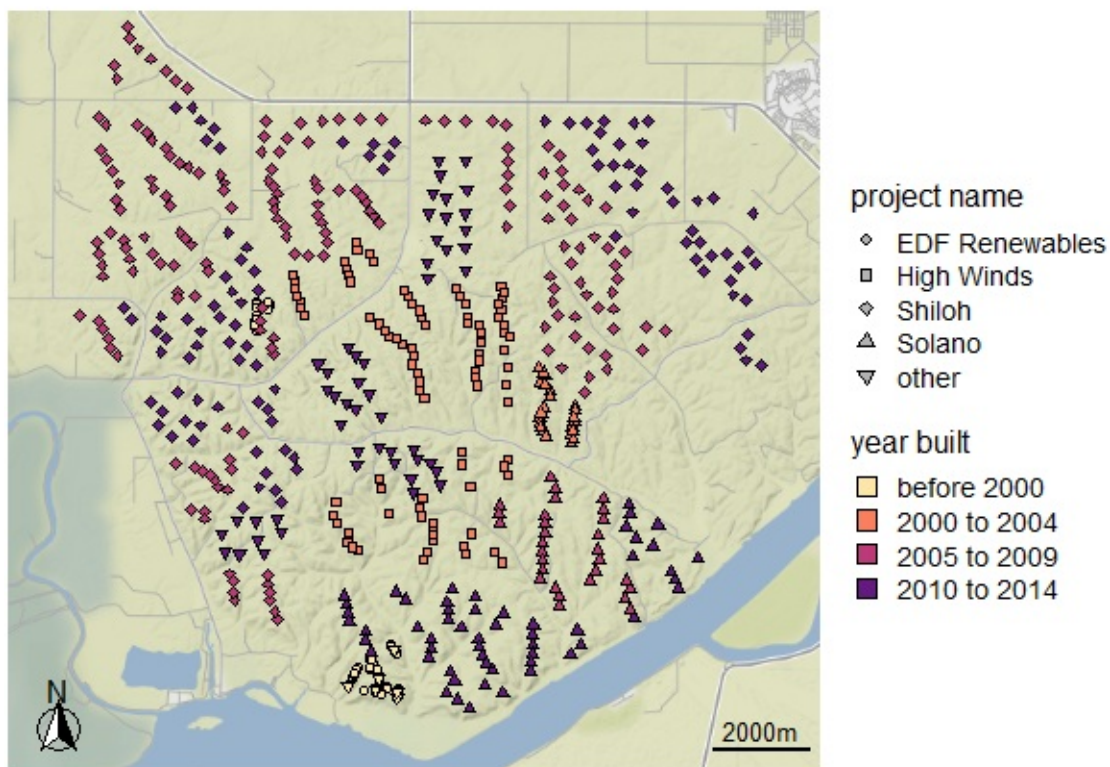 project name
EDF Renewables
High Winds
Shiloh
Solano
other
year built
before 2000
2000 to 2004
2005 to 2009
2010 to 2014
N
2000m